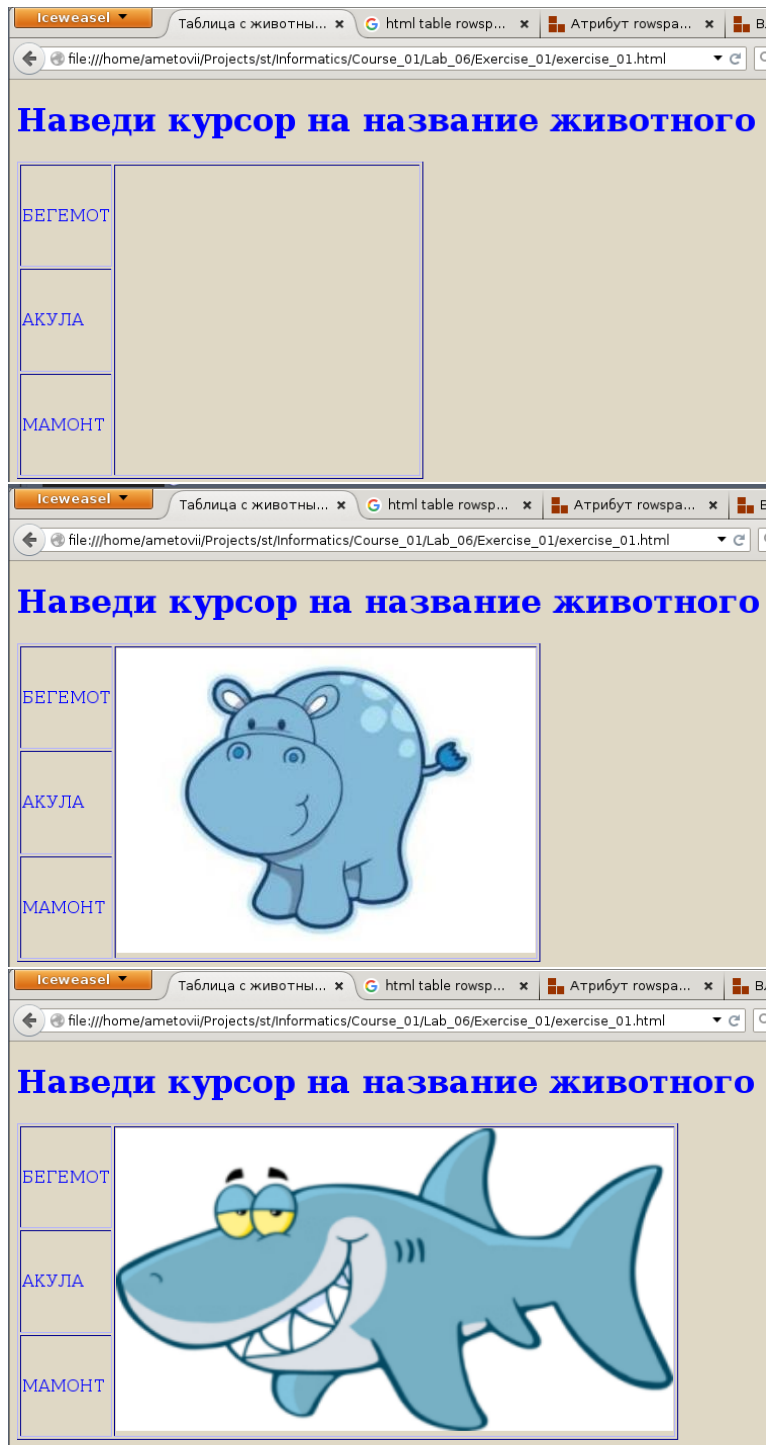 Iceweasel Таблица с животны... × html table rowsp... × Атрибут rowspa... ×
file:///home/ametovii/Projects/st/Informatics/Course_01/Lab_06/Exercise_01/exercise_01.html
Наведи курсор на название животного
БЕГЕМОТ
АКУЛА
МАМОНТ
Iceweasel Таблица с животны... × html table rowsp... × Атрибут rowspa... ×
file:///home/ametovii/Projects/st/Informatics/Course_01/Lab_06/Exercise_01/exercise_01.html
Наведи курсор на название животного
БЕГЕМОТ
АКУЛА
МАМОНТ
Iceweasel Таблица с животны... × html table rowsp... × Атрибут rowspa... ×
file:///home/ametovii/Projects/st/Informatics/Course_01/Lab_06/Exercise_01/exercise_01.html
Наведи курсор на название животного
БЕГЕМОТ
АКУЛА
МАМОНТ